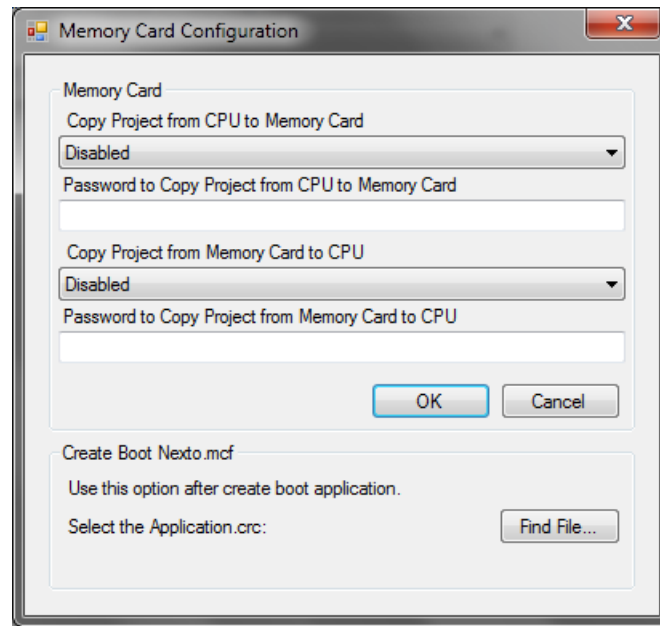 Memory Card Configuration
Memory Card
Copy Project from CPU to Memory Card
Disabled
Password to Copy Project from CPU to Memory Card
Copy Project from Memory Card to CPU
Disabled
Password to Copy Project from Memory Card to CPU
OK Cancel
Create Boot Nexto.mcf
Use this option after create boot application.
Select the Application.crc: Find File...